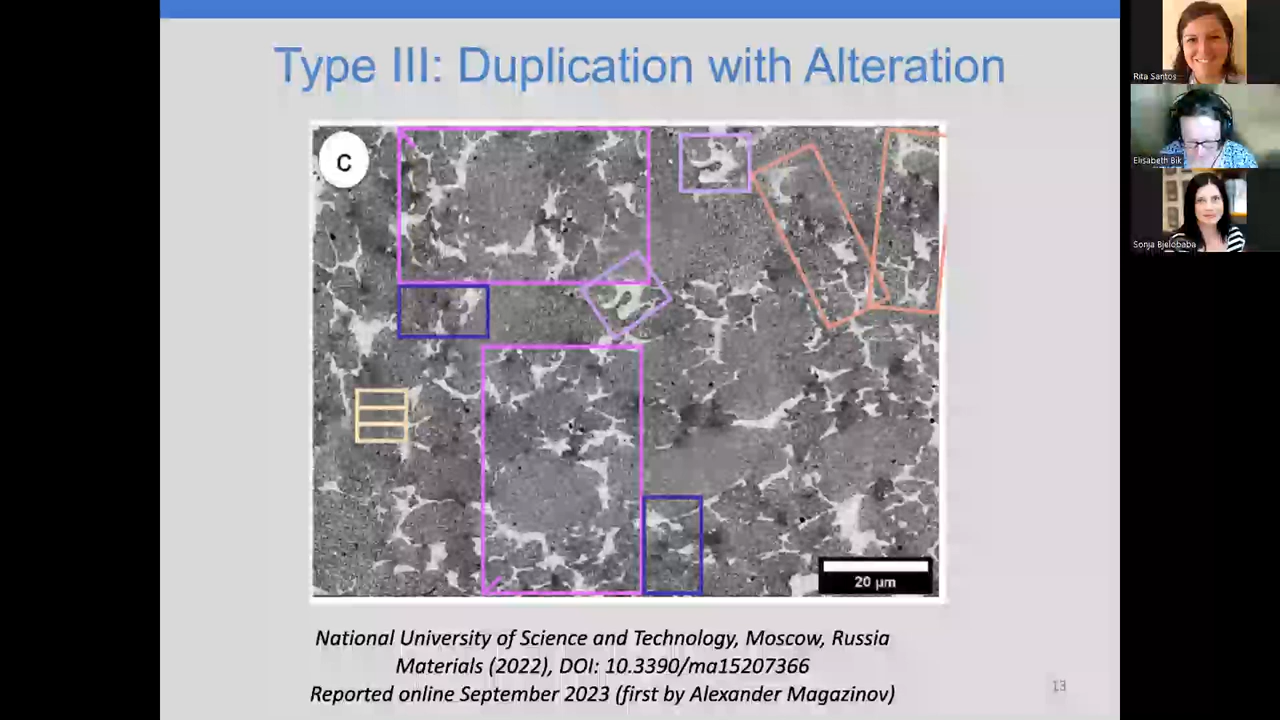 Type III: Duplication with Alteration
C
20 μm
National University of Science and Technology, Moscow, Russia
Materials (2022), DOI: 10.3390/ma15207366
Reported online September 2023 (first by Alexander Magazinov)
13
Rita Santos
Elisabeth Bik
Sonja Bjelobaba